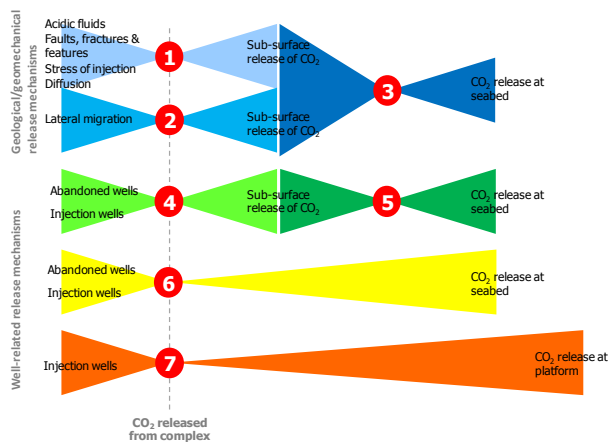 Geological/geomechanical
release mechanisms
Acidic fluids
Faults, fractures &
features
Stress of injection
Diffusion
1
Sub-surface
release of CO₂
3
CO₂ release at
seabed
Lateral migration
2
Sub-surface
release of CO₂
Well-related release mechanisms
Abandoned wells
Injection wells
4
Sub-surface
release of CO₂
5
CO₂ release at
seabed
Abandoned wells
Injection wells
6
CO₂ release at
seabed
Injection wells
7
CO₂ release at
platform
CO₂ released
from complex